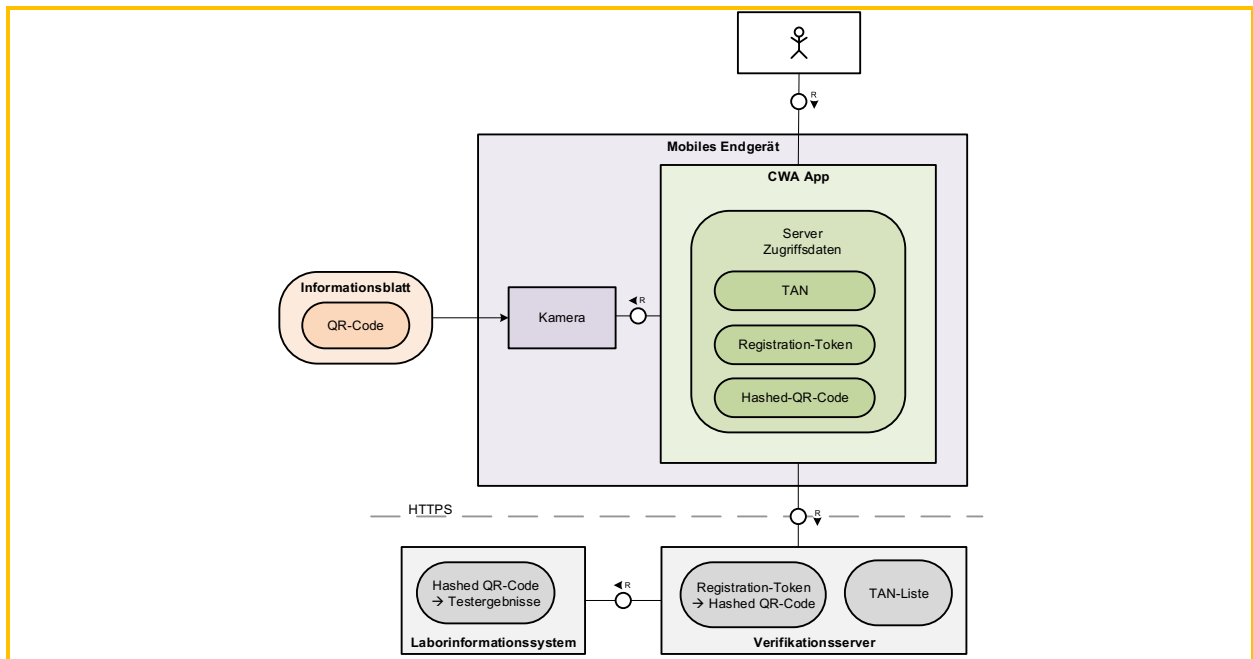 R
Mobiles Endgerät
CWA App
Server
Zugriffsdaten
TAN
Informationsblatt
QR-Code
Kamera
R
Registration-Token
Hashed-QR-Code
HTTPS
R
Hashed QR-Code
→ Testergebnisse
Laborinformationssystem
R
Registration-Token
→ Hashed QR-Code
TAN-Liste
Verifikationsserver